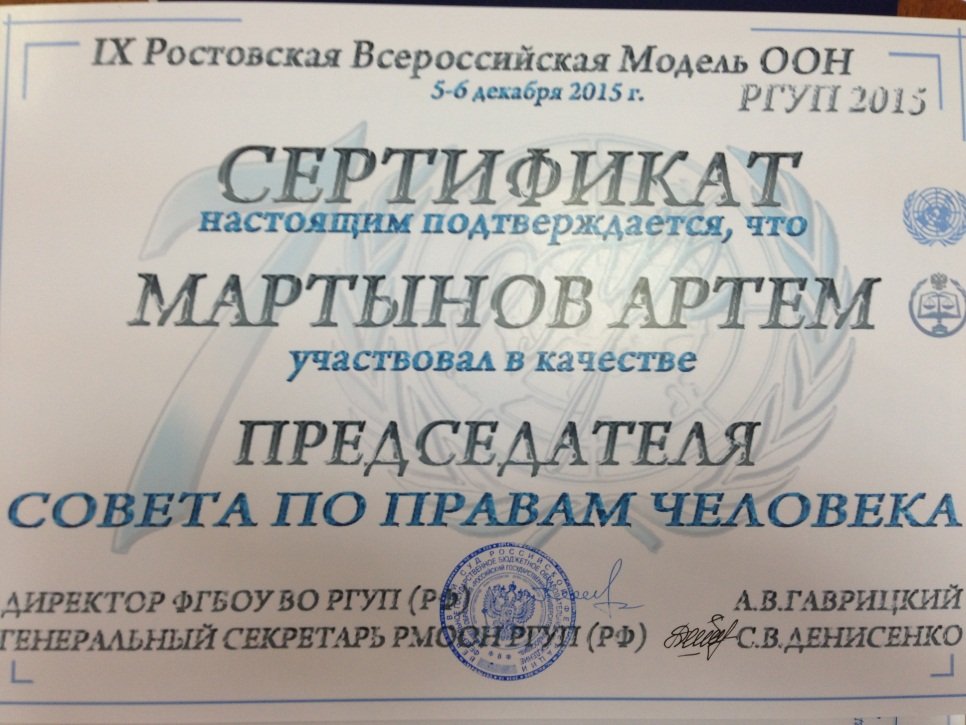 IX Ростовская Всероссийская Модель ООН
5-6 декабря 2015 г.
РГУП 2015
СЕРТИФИКАТ
настоящим подтверждается, что
МАРТЫНОВ АРТЕМ
участвовал в качестве
ПРЕДСЕДАТЕЛЯ
СОВЕТА ПО ПРАВАМ ЧЕЛОВЕКА
ДИРЕКТОР ФГБОУ ВО РГУП (РФ) А.В.ГАВРИЦКИЙ
ГЕНЕРАЛЬНЫЙ СЕКРЕТАРЬ РМООН РГУП (РФ) С.В.ДЕНИСЕНКО